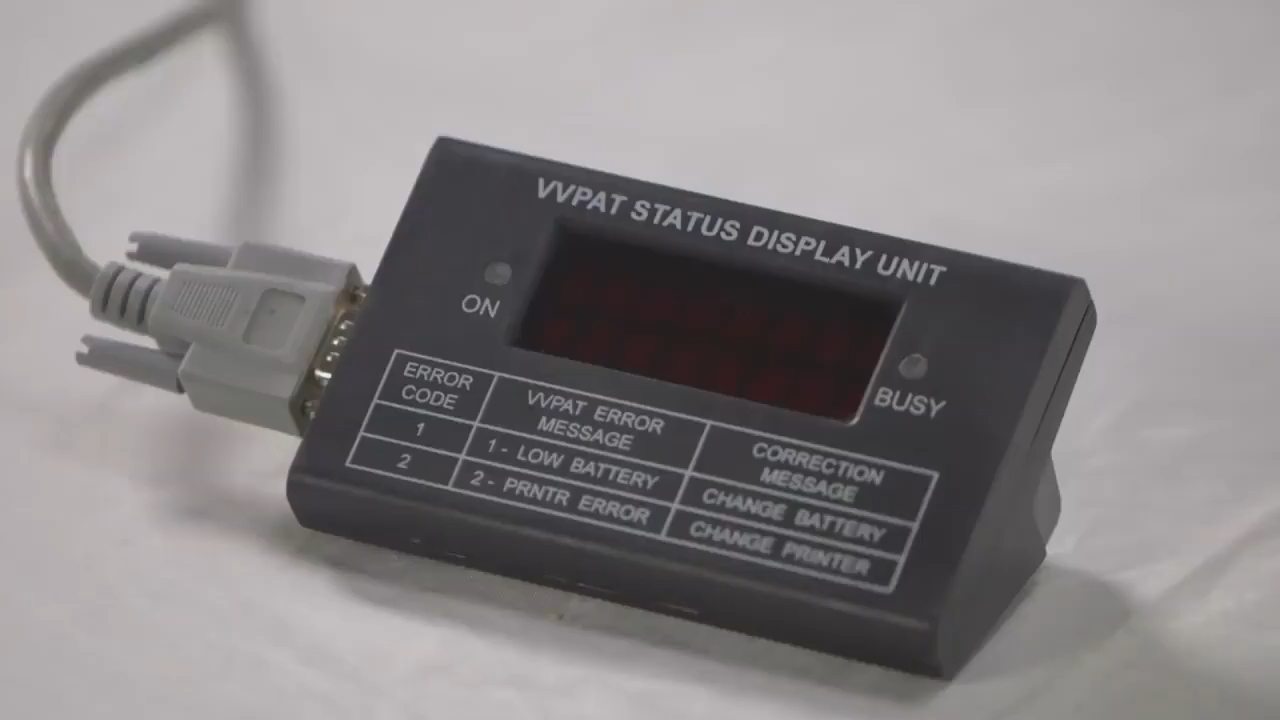 VVPAT STATUS DISPLAY UNIT
ON
BUSY
ERROR CODE VVPAT ERROR MESSAGE CORRECTION MESSAGE
1 1 - LOW BATTERY CHANGE BATTERY
2 2 - PRNTR ERROR CHANGE PRINTER